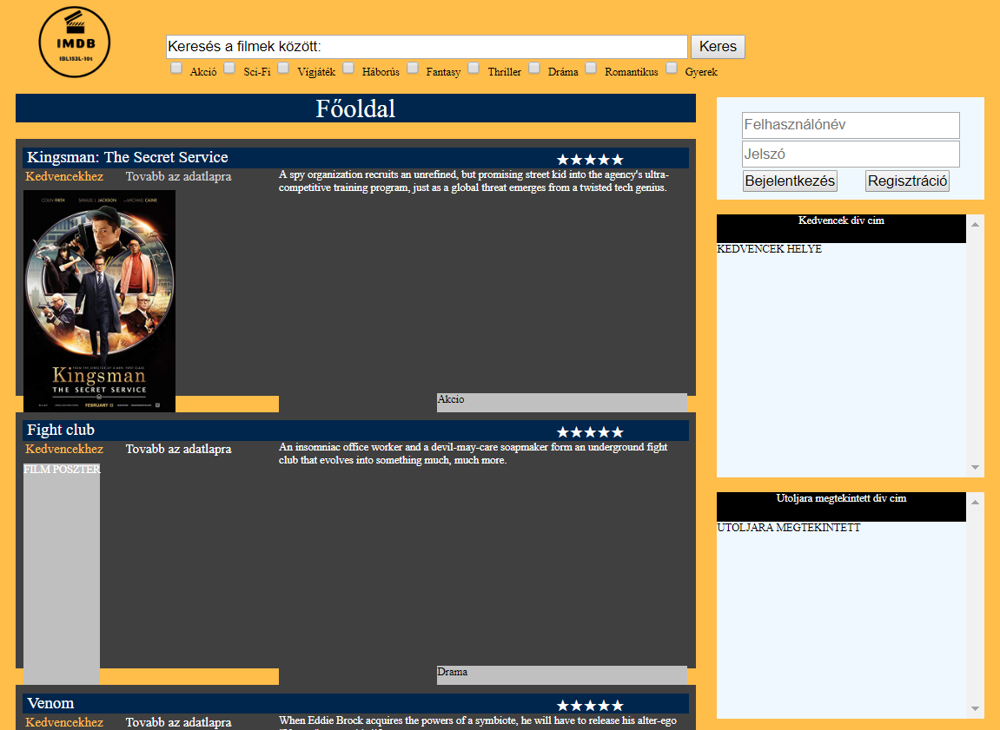 IMDB
IBL153L-10t
Keresés a filmek között:
Keres
Akció Sci-Fi Vígjáték Háborús Fantasy Thriller Dráma Romantikus Gyerek
Főoldal
Kingsman: The Secret Service
★★★★★
Kedvencekhez
Tovabb az adatlapra
A spy organization recruits an unrefined, but promising street kid into the agency's ultra-
competitive training program, just as a global threat emerges from a twisted tech genius.
COLIN FIRTH SAMUEL L. JACKSON MICHAEL CAINE
Kingsman
THE SECRET SERVICE
FEBRUARY 13
Akcio
Fight club
★★★★★
Kedvencekhez
Tovabb az adatlapra
An insomniac office worker and a devil-may-care soapmaker form an underground fight
club that evolves into something much, much more.
FILM POSZTER
Drama
Venom
★★★★★
Kedvencekhez
Tovabb az adatlapra
When Eddie Brock acquires the powers of a symbiote, he will have to release his alter-ego
Felhasználónév
Jelszó
Bejelentkezés
Regisztráció
Kedvencek div cim
KEDVENCEK HELYE
Utoljara megtekintett div cim
UTOLJARA MEGTEKINTETT